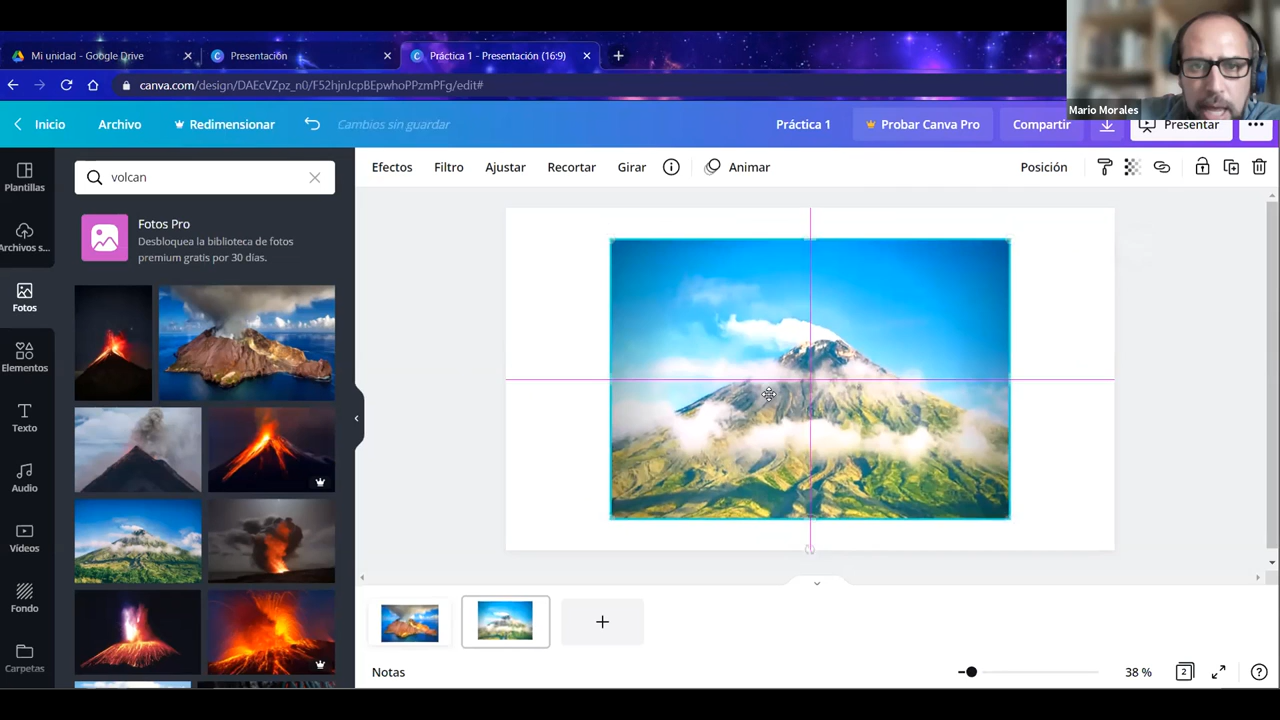 Mi unidad - Google Drive
Presentación
Práctica 1 - Presentación (16:9)
canva.com/design/DAEcVZpz_n0/F52hjnJcpBEpwhoPPzmPFg/edit#
Mario Morales
Inicio
Archivo
Redimensionar
Cambios sin guardar
Práctica 1
Probar Canva Pro
Compartir
Presentar
Plantillas
Archivos s...
Fotos
Elementos
Texto
Audio
Vídeos
Fondo
Carpetas
volcan
Fotos Pro
Desbloquea la biblioteca de fotos
premium gratis por 30 días.
Efectos
Filtro
Ajustar
Recortar
Girar
Animar
Posición
Notas
38 %
2